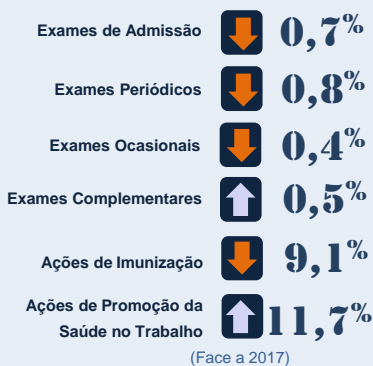 Exames de Admissão 0,7%
Exames Periódicos 0,8%
Exames Ocasionais 0,4%
Exames Complementares 0,5%
Ações de Imunização 9,1%
Ações de Promoção da
Saúde no Trabalho 11,7%
(Face a 2017)